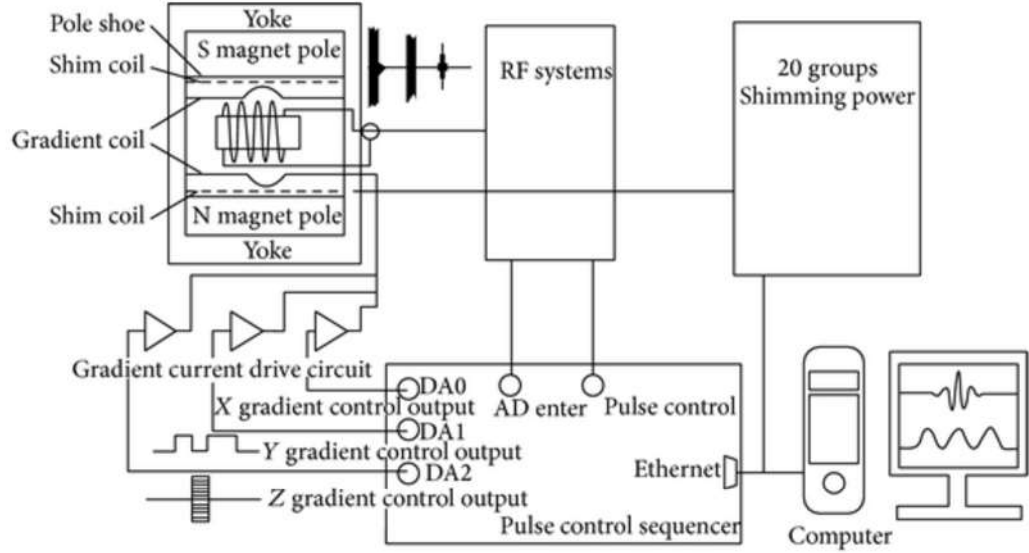 Yoke
Pole shoe
S magnet pole
Shim coil
Gradient coil
Shim coil
N magnet pole
Yoke
RF systems
20 groups
Shimming power
Gradient current drive circuit
DA0
X gradient control output
AD enter
Pulse control
DA1
Y gradient control output
DA2
Ethernet
Z gradient control output
Pulse control sequencer
Computer